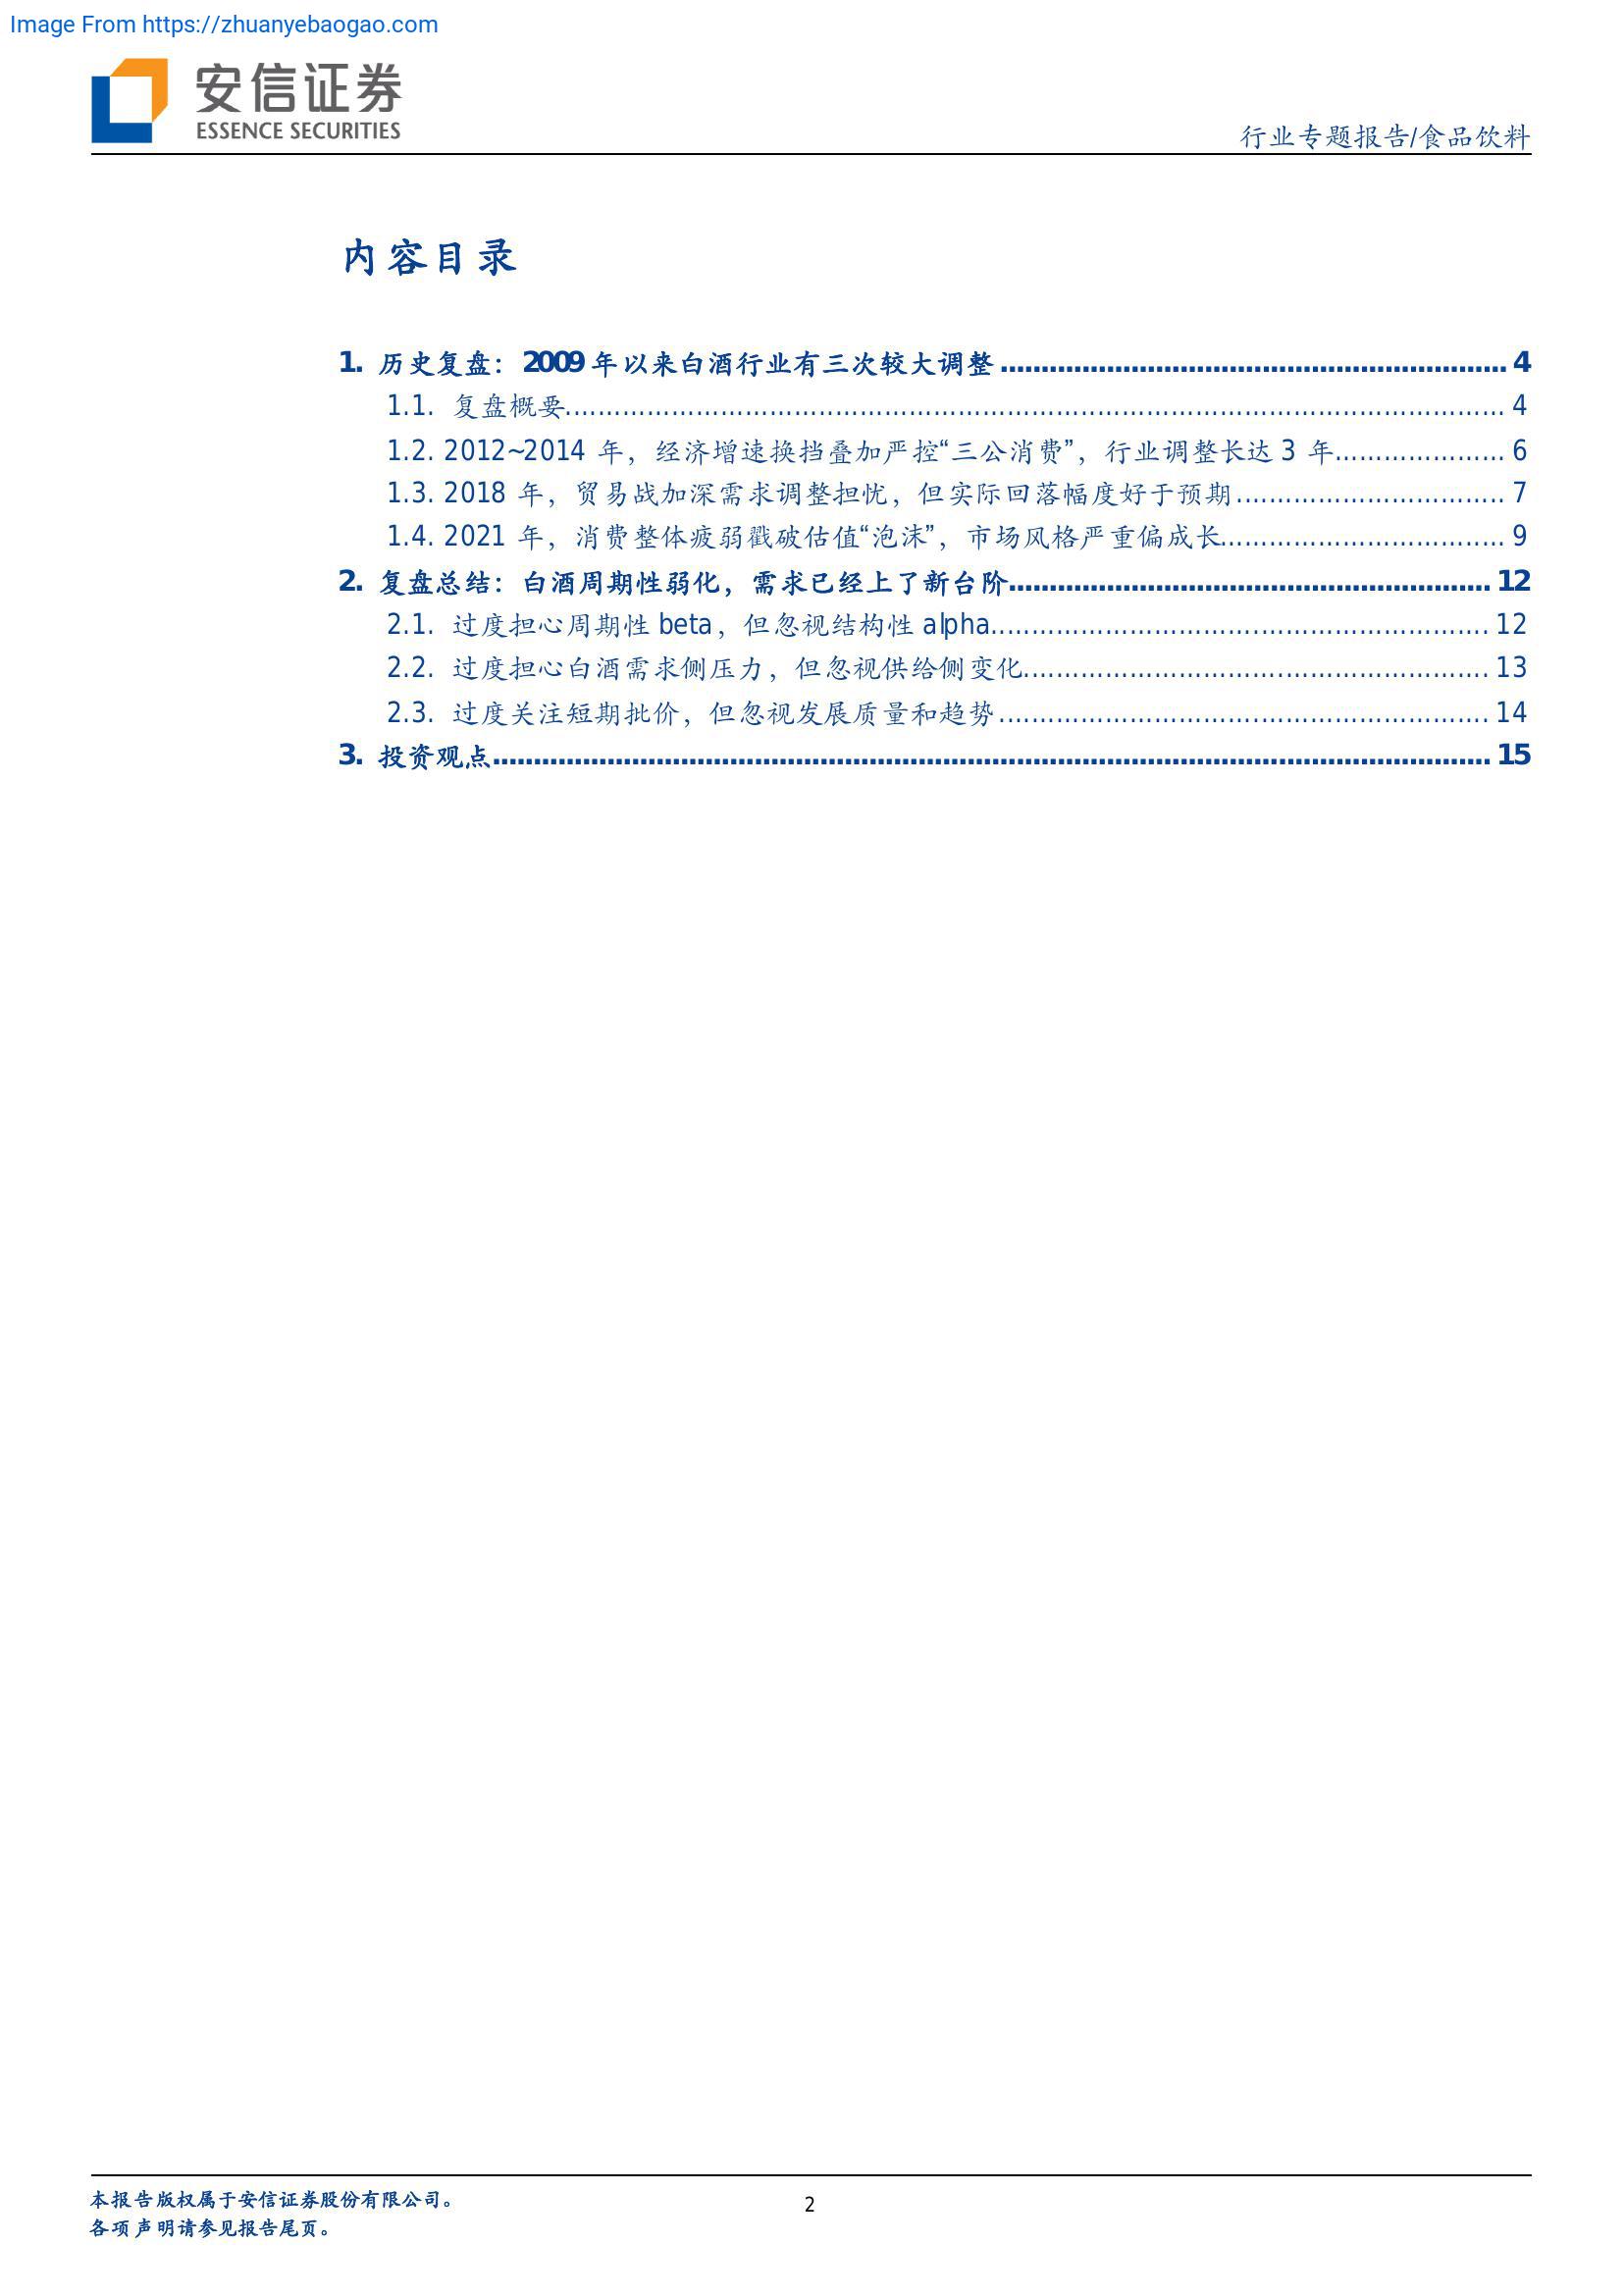 Image From https://zhuanyebaogao.com
安信证券
ESSENCE SECURITIES
行业专题报告/食品饮料
内容目录
1. 历史复盘：2009 年以来白酒行业有三次较大调整 ............................................................... 4
1.1. 复盘概要................................................................................................................... 4
1.2. 2012~2014 年，经济增速换挡叠加严控“三公消费”，行业调整长达 3 年..................... 6
1.3. 2018 年，贸易战加深需求调整担忧，但实际回落幅度好于预期................................. 7
1.4. 2021 年，消费整体疲弱戳破估值“泡沫”，市场风格严重偏成长................................... 9
2. 复盘总结：白酒周期性弱化，需求已经上了新台阶........................................................... 12
2.1. 过度担心周期性 beta，但忽视结构性 alpha............................................................. 12
2.2. 过度担心白酒需求侧压力，但忽视供给侧变化......................................................... 13
2.3. 过度关注短期批价，但忽视发展质量和趋势............................................................ 14
3. 投资观点.......................................................................................................................... 15
本报告版权属于安信证券股份有限公司。
2
各项声明请参见报告尾页。